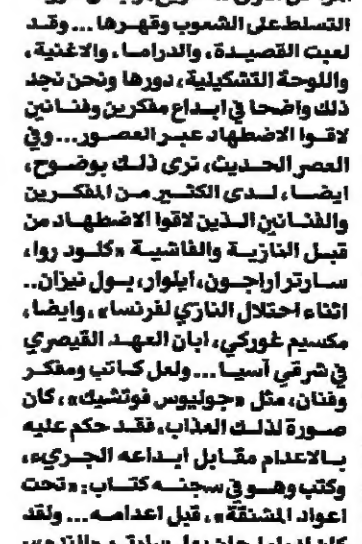 التسلط على الشعوب وقهرها ... وقد
لعبت القصيدة، والدراما، والاغنية،
واللوحة التشكيلية، دورها ونحن نجد
ذلك واضحا في ابداع مفكرين وفنانين
لاقوا الاضطهاد عبر العصور ... وفي
العصر الحديث، نرى ذلك بوضوح،
ايضا، لدى الكثير من المفكرين
والفنانين الذين لاقوا الاضطهاد من
قبل النازية والفاشية «كلود روا،
سارتر اراجون، ايلوار، بول نيزان ..
اثناء احتلال النازي لفرنسا»، وايضا،
مكسيم غوركي، ابان العهد القيصري
في شرقي آسيا ... ولعل كاتب ومفكر
وفنان، مثل «جوليوس فوتشيك»، كان
صورة لذلك العذاب، فقد حكم عليه
بالاعدام مقابل ابداعه الجريء،
وكتب وهو في سجنه كتاب: «تحت
اعواد المشنقة»، قبل اعدامه ... ولقد